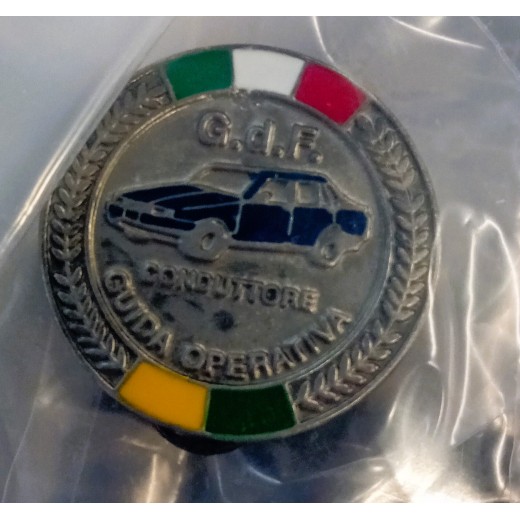 G.d.F.
CONDUTTORE
GUIDA OPERATIVA